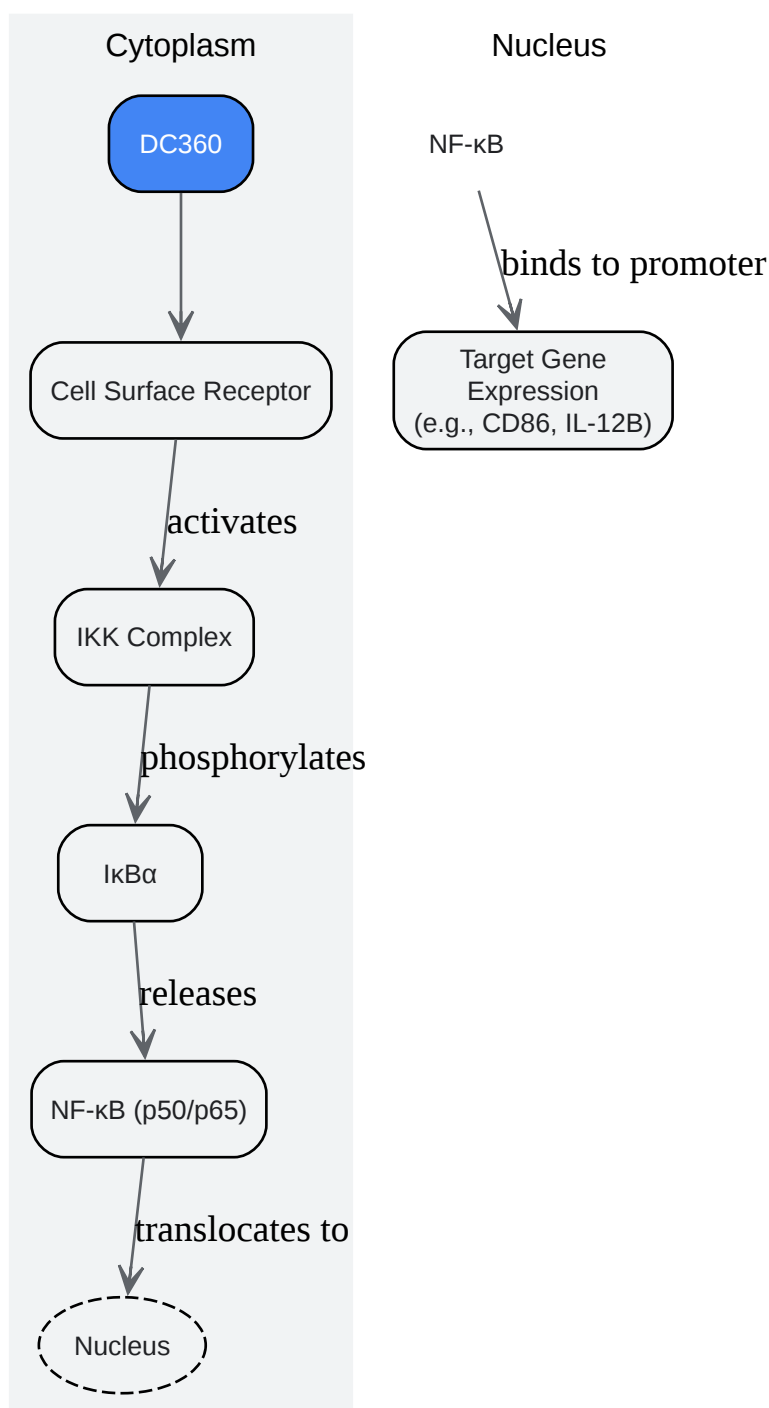 Cytoplasm
DC360
Cell Surface Receptor
activates
IKK Complex
phosphorylates
IκBα
releases
NF-κB (p50/p65)
translocates to
Nucleus
Nucleus
NF-κB
binds to promoter
Target Gene
Expression
(e.g., CD86, IL-12B)